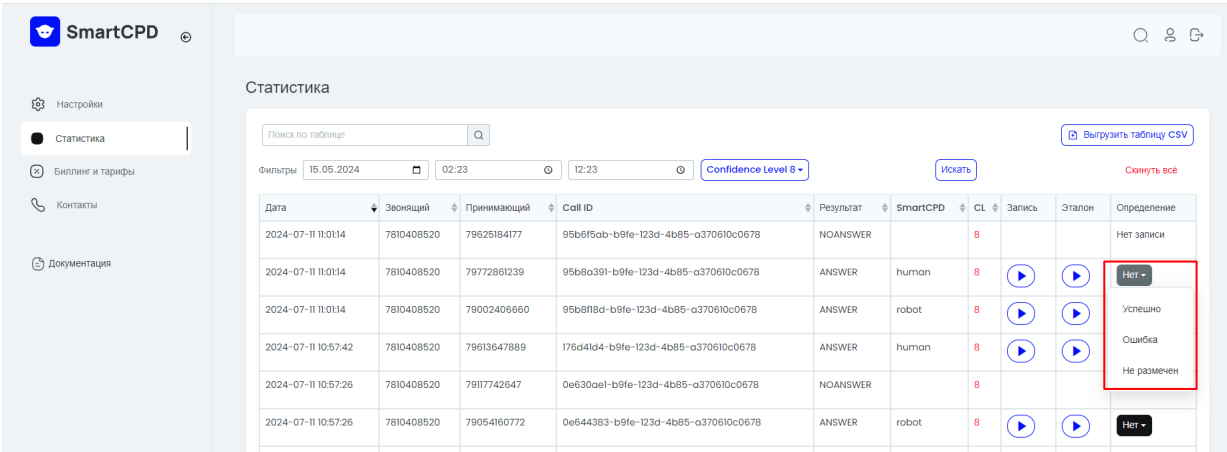 SmartCPD
Настройки
Статистика
Биллинг и тарифы
Контакты
Документация
Статистика
Поиск по таблице
Выгрузить таблицу CSV
Фильтры 15.05.2024 02:23 12:23 Confidence Level 8 Искать Скинуть всё
Дата Звонящий Принимающий Call ID Результат SmartCPD CL Запись Эталон Определение
2024-07-11 11:01:14 7810408520 79625184177 95b6f5ab-b9fe-123d-4b85-a370610c0678 NOANSWER 8 Нет записи
2024-07-11 11:01:14 7810408520 79772861239 95b8a391-b9fe-123d-4b85-a370610c0678 ANSWER human 8 Нет
2024-07-11 11:01:14 7810408520 79002406660 95b8f18d-b9fe-123d-4b85-a370610c0678 ANSWER robot 8 Успешно
Ошибка
2024-07-11 10:57:42 7810408520 79613647889 176d41d4-b9fe-123d-4b85-a370610c0678 ANSWER human 8
Не размечен
2024-07-11 10:57:26 7810408520 79117742647 0e630ae1-b9fe-123d-4b85-a370610c0678 NOANSWER 8
2024-07-11 10:57:26 7810408520 79054160772 0e644383-b9fe-123d-4b85-a370610c0678 ANSWER robot 8 Нет